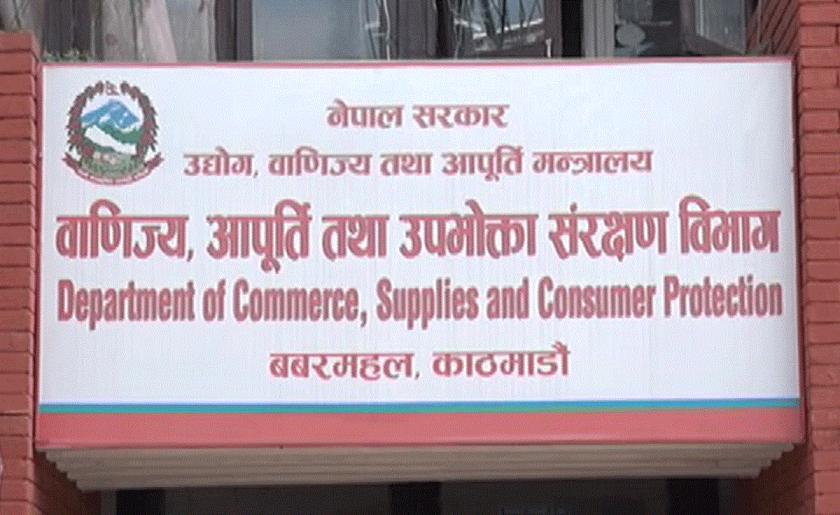 नेपाल सरकार
उद्योग, वाणिज्य तथा आपूर्ति मन्त्रालय
वाणिज्य, आपूर्ति तथा उपभोक्ता संरक्षण विभाग
Department of Commerce, Supplies and Consumer Protection
बबरमहल, काठमाडौं